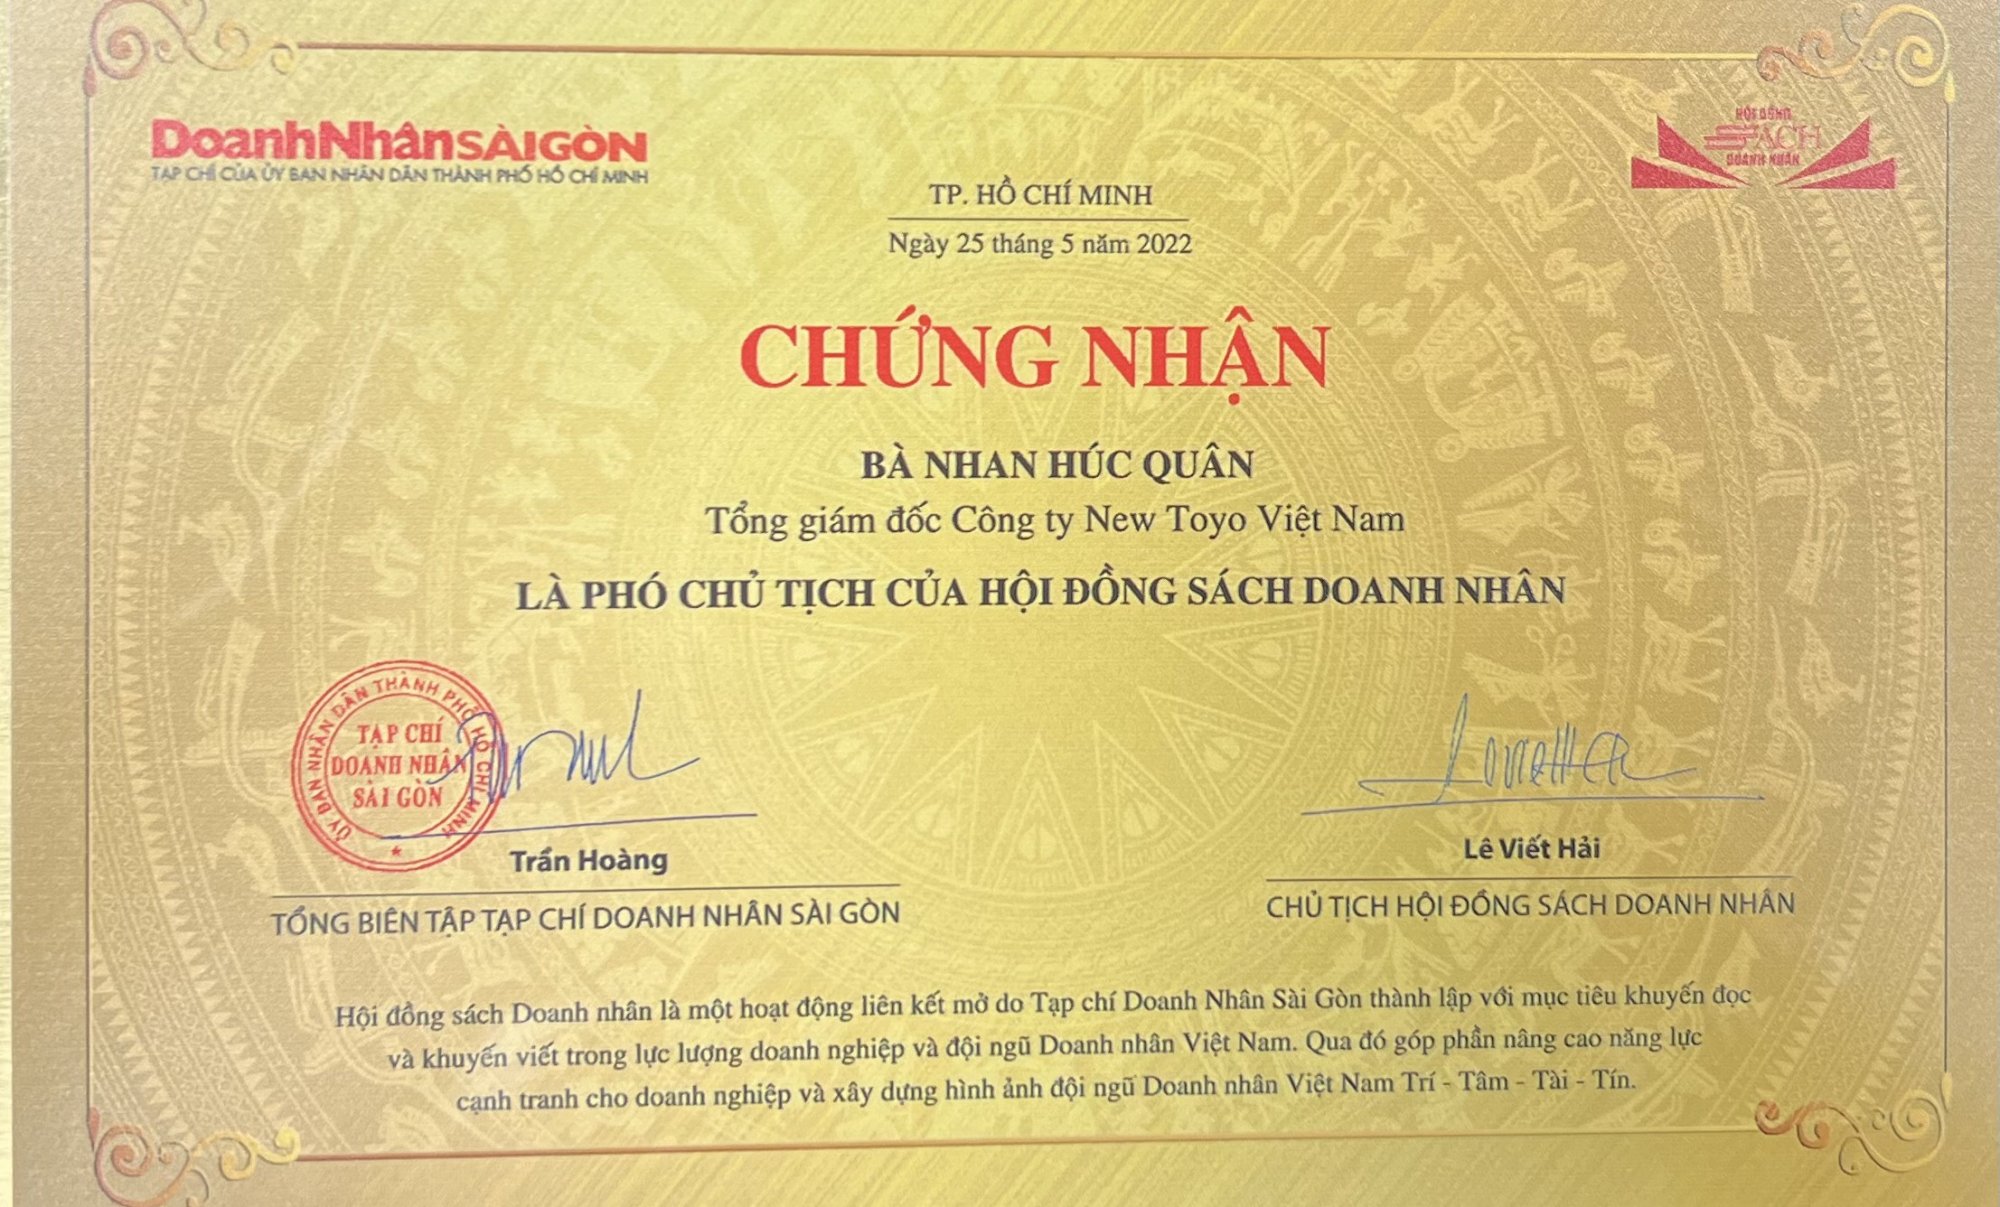 DoanhNhânSÀIGÒN
TẠP CHÍ CỦA ỦY BAN NHÂN DÂN THÀNH PHỐ HỒ CHÍ MINH
HỘI ĐỒNG
SÁCH
DOANH NHÂN
TP. HỒ CHÍ MINH
Ngày 25 tháng 5 năm 2022
CHỨNG NHẬN
BÀ NHAN HÚC QUÂN
Tổng giám đốc Công ty New Toyo Việt Nam
LÀ PHÓ CHỦ TỊCH CỦA HỘI ĐỒNG SÁCH DOANH NHÂN
ỦY BAN NHÂN DÂN THÀNH PHỐ HỒ CHÍ MINH
TẠP CHÍ
DOANH NHÂN
SÀI GÒN
Trần Hoàng
TỔNG BIÊN TẬP TẠP CHÍ DOANH NHÂN SÀI GÒN
Lê Viết Hải
CHỦ TỊCH HỘI ĐỒNG SÁCH DOANH NHÂN
Hội đồng sách Doanh nhân là một hoạt động liên kết mở do Tạp chí Doanh Nhân Sài Gòn thành lập với mục tiêu khuyến đọc
và khuyến viết trong lực lượng doanh nghiệp và đội ngũ Doanh nhân Việt Nam. Qua đó góp phần nâng cao năng lực
cạnh tranh cho doanh nghiệp và xây dựng hình ảnh đội ngũ Doanh nhân Việt Nam Trí - Tâm - Tài - Tín.